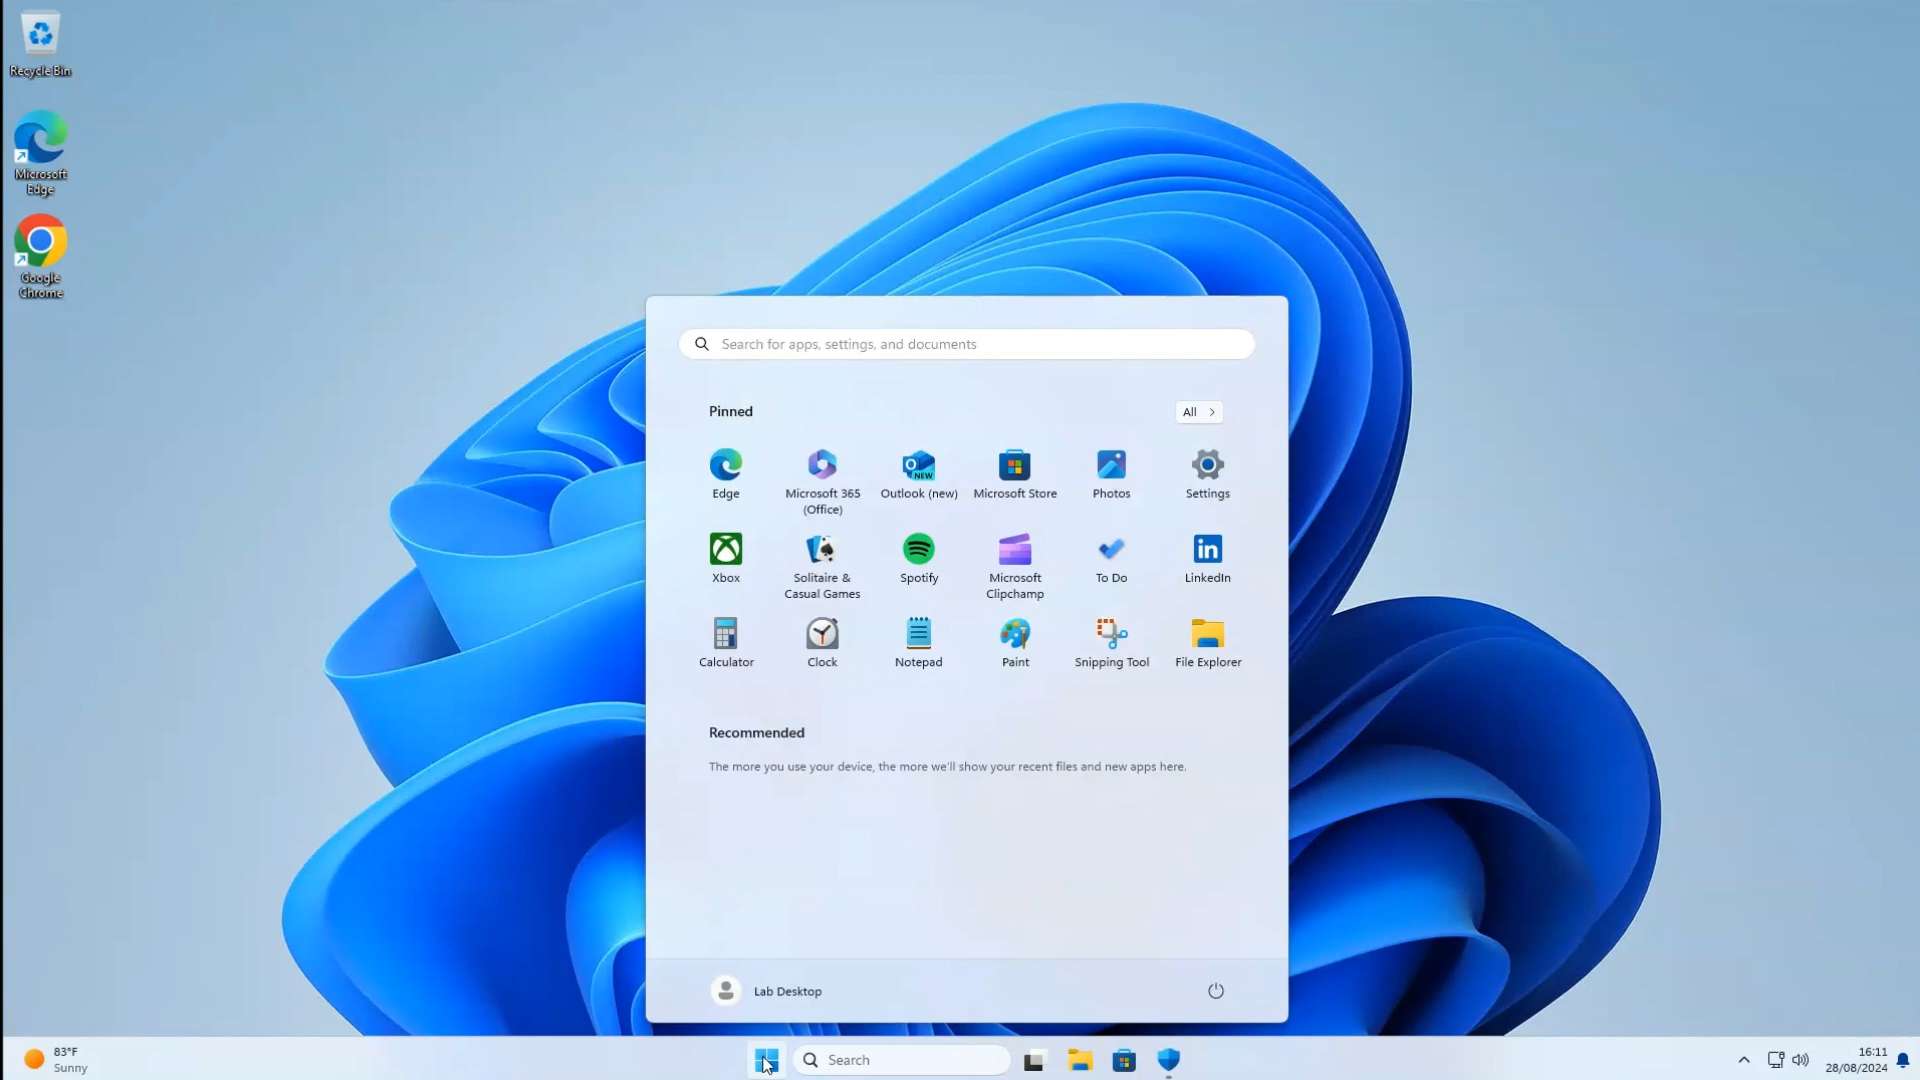 Recycle Bin
Microsoft
Edge
Google
Chrome
Search for apps, settings, and documents
Pinned
All
Edge
Microsoft 365
(Office)
Outlook (new)
NEW
Microsoft Store
Photos
Settings
Xbox
Solitaire &
Casual Games
Spotify
Microsoft
Clipchamp
To Do
in
LinkedIn
Calculator
Clock
Notepad
Paint
Snipping Tool
File Explorer
Recommended
The more you use your device, the more we'll show your recent files and new apps here.
Lab Desktop
83°F
Sunny
Search
16:11
28/08/2024